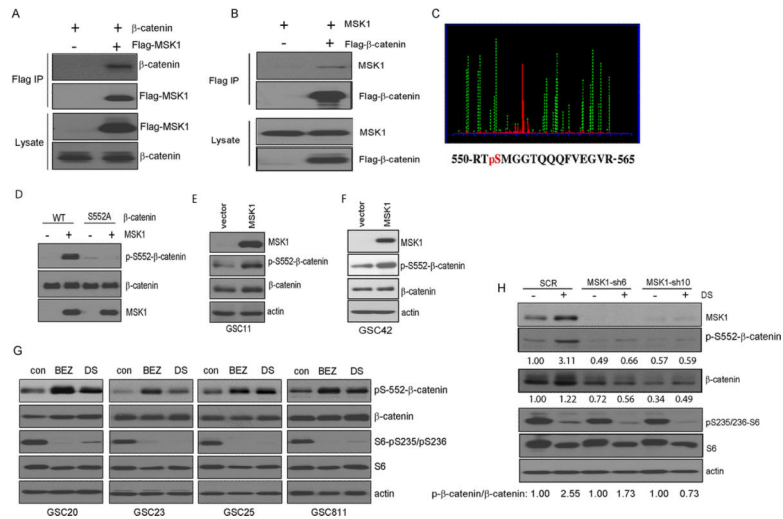 A
+ + β-catenin
- + Flag-MSK1
Flag IP
β-catenin
Flag-MSK1
Lysate
Flag-MSK1
β-catenin
B
+ + MSK1
- + Flag-β-catenin
Flag IP
MSK1
Flag-β-catenin
Lysate
MSK1
Flag-β-catenin
C
550-RTpSMGGTQQQFVEGVR-565
D
WT S552A β-catenin
- + - + MSK1
p-S552-β-catenin
β-catenin
MSK1
E
vector MSK1
MSK1
p-S552-β-catenin
β-catenin
actin
GSC11
F
vector MSK1
MSK1
p-S552-β-catenin
β-catenin
actin
GSC42
G
con BEZ DS con BEZ DS con BEZ DS con BEZ DS
pS-552-β-catenin
β-catenin
S6-pS235/pS236
S6
actin
GSC20 GSC23 GSC25 GSC811
H
SCR MSK1-sh6 MSK1-sh10
- + - + - + DS
MSK1
p-S552-β-catenin
1.00 3.11 0.49 0.66 0.57 0.59
β-catenin
1.00 1.22 0.72 0.56 0.34 0.49
pS235/236-S6
S6
actin
p-β-catenin/β-catenin: 1.00 2.55 1.00 1.73 1.00 0.73